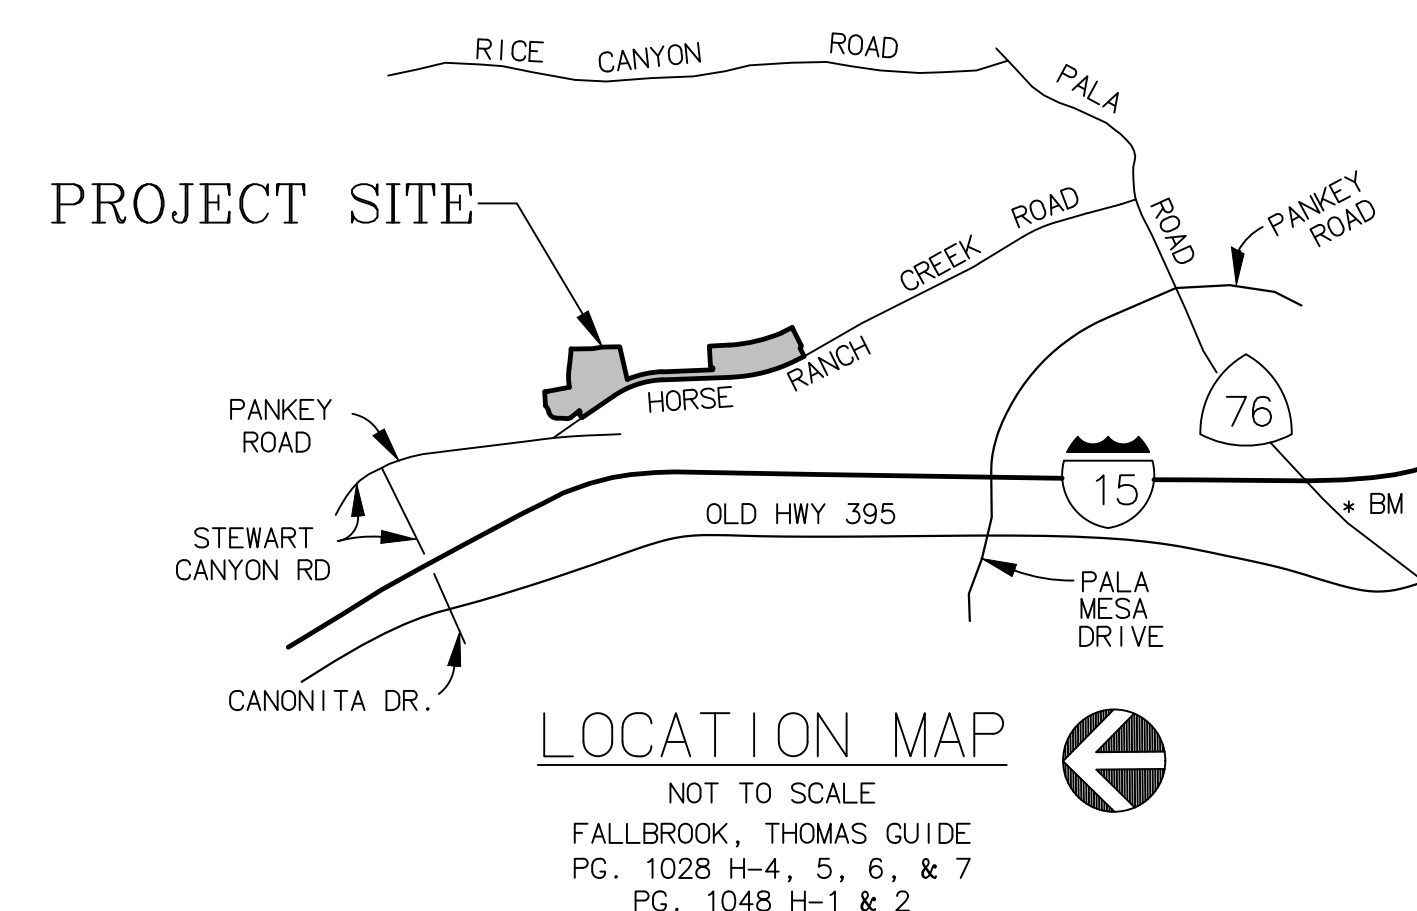 RICE CANYON ROAD
PALA ROAD
PROJECT SITE
PANKEY
ROAD
HORSE RANCH CREEK ROAD
PANKEY
ROAD
76
15
OLD HWY 395
* BM
STEWART
CANYON RD
PALA
MESA
DRIVE
CANONITA DR.
LOCATION MAP
NOT TO SCALE
FALLBROOK, THOMAS GUIDE
PG. 1028 H-4, 5, 6, & 7
PG. 1048 H-1 & 2